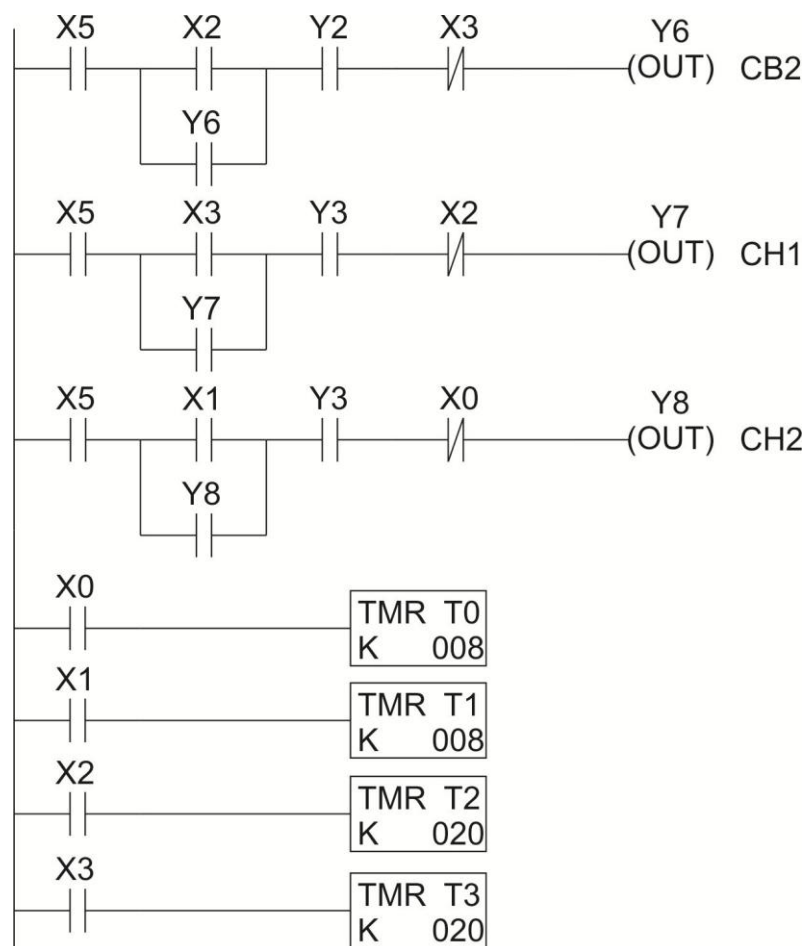 X5 X2 Y2 X3 Y6
(OUT) CB2
Y6
X5 X3 Y3 X2 Y7
(OUT) CH1
Y7
X5 X1 Y3 X0 Y8
(OUT) CH2
Y8
X0
TMR T0
K 008
X1
TMR T1
K 008
X2
TMR T2
K 020
X3
TMR T3
K 020